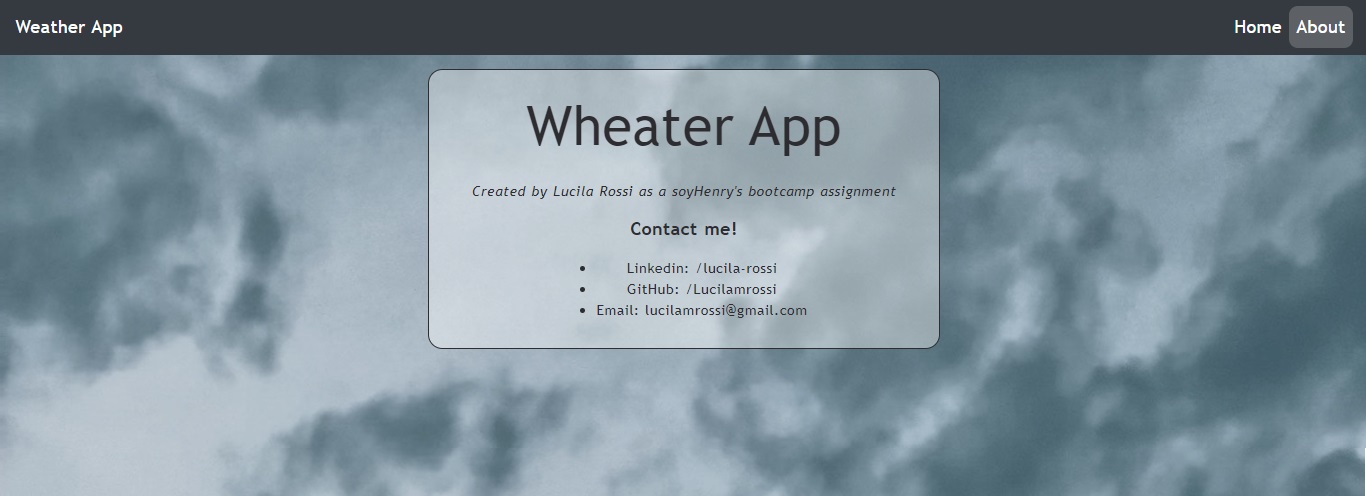 Weather App
Home About
Wheater App
Created by Lucila Rossi as a soyHenry's bootcamp assignment
Contact me!
• Linkedin: /lucila-rossi
• GitHub: /Lucilamrossi
• Email: lucilamrossi@gmail.com